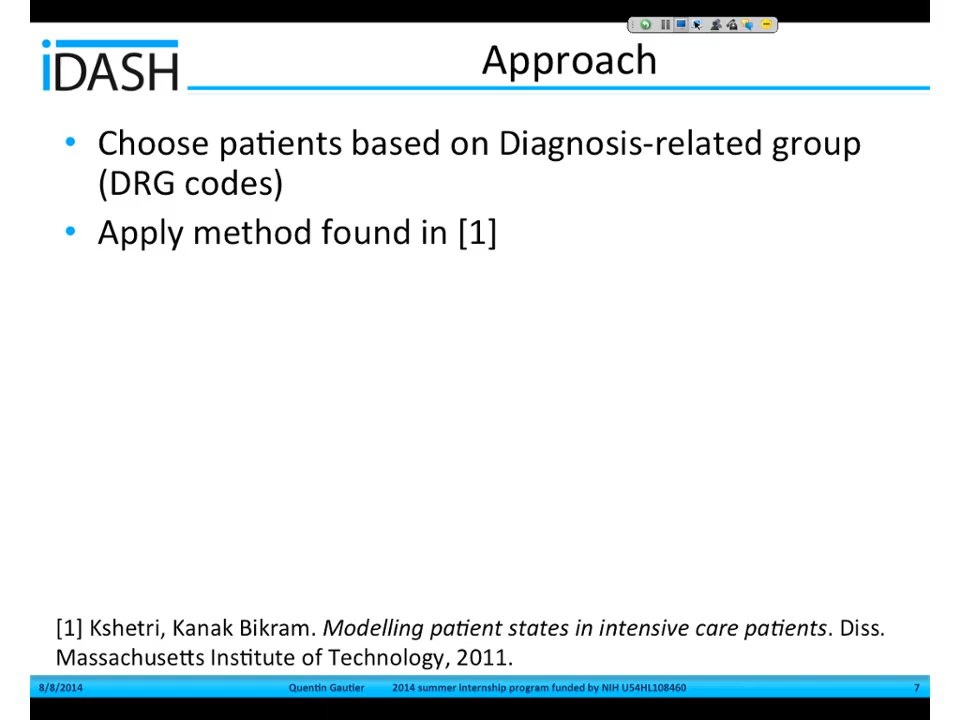 iDASH
Approach
• Choose patients based on Diagnosis-related group
(DRG codes)
• Apply method found in [1]
[1] Kshetri, Kanak Bikram. Modelling patient states in intensive care patients. Diss.
Massachusetts Institute of Technology, 2011.
8/8/2014 Quentin Gautier 2014 summer internship program funded by NIH U54HL108460 7